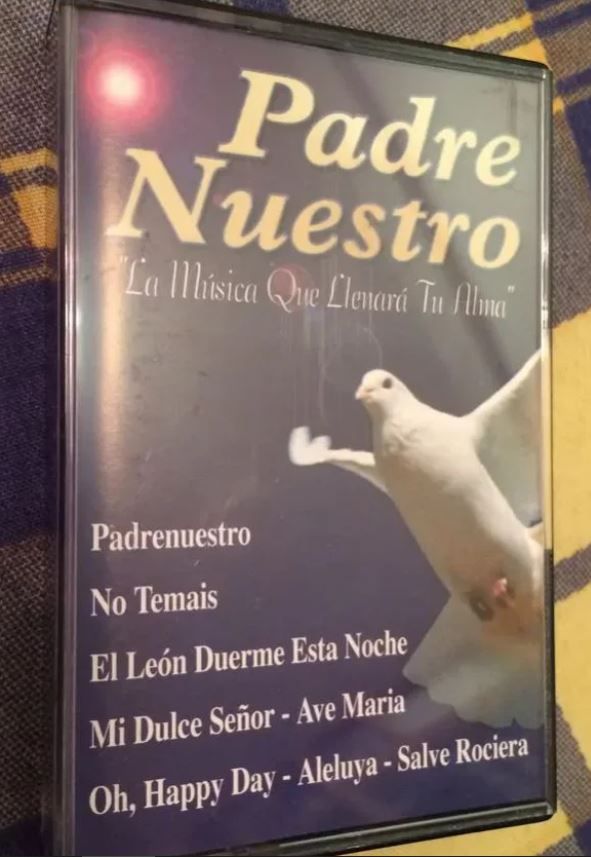 Padre
Nuestro
"La Música Que Llenará Tu Alma"
Padrenuestro
No Temais
El León Duerme Esta Noche
Mi Dulce Señor - Ave Maria
Oh, Happy Day - Aleluya - Salve Rociera